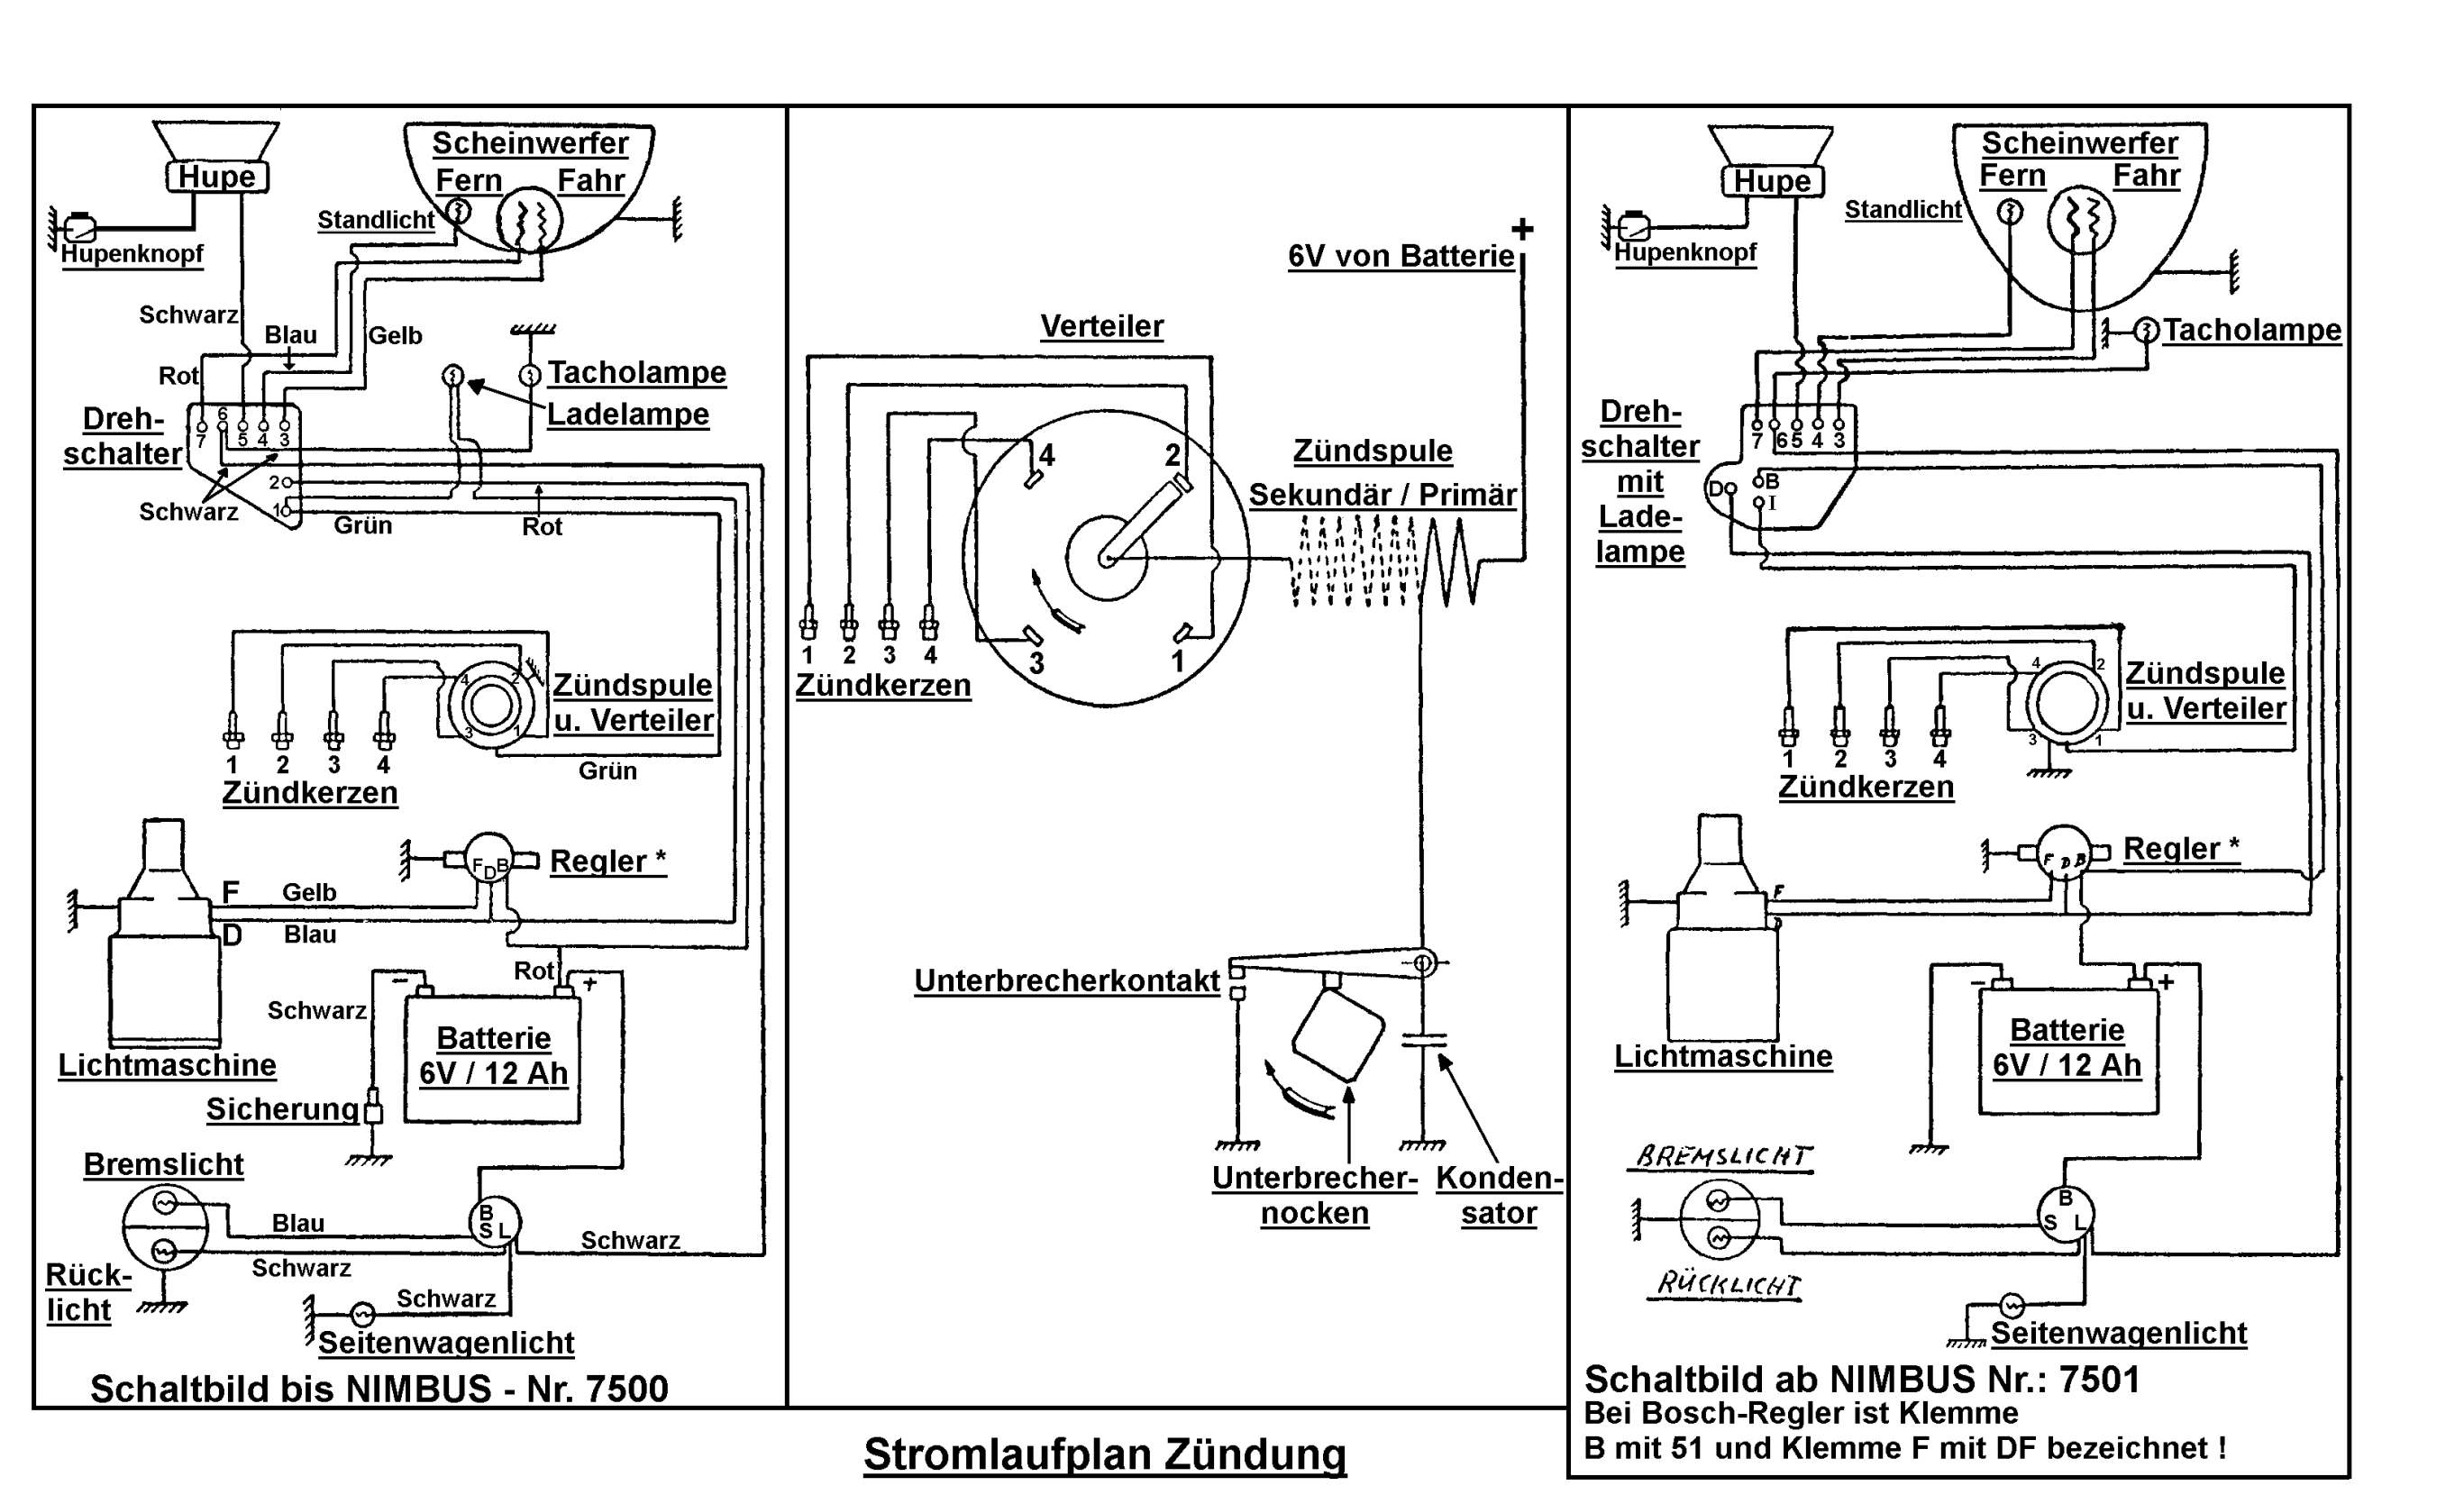 Hupe
Scheinwerfer
Fern Fahr
Standlicht
Hupenknopf
Schwarz
Blau
Gelb
Rot
Tacholampe
Ladelampe
Dreh-
schalter
7 6 5 4 3
2
1
Schwarz
Grün
Rot
4 2
3 1
Zündspule
u. Verteiler
1 2 3 4
Zündkerzen
Grün
Regler *
F D B
F
Gelb
D
Blau
Rot
- +
Schwarz
Batterie
6V / 12 Ah
Lichtmaschine
Sicherung
Bremslicht
B
S L
Blau
Schwarz
Schwarz
Rück-
licht
Schwarz
Seitenwagenlicht
Schaltbild bis NIMBUS - Nr. 7500
+
6V von Batterie
Verteiler
4 2
3 1
Zündspule
Sekundär / Primär
1 2 3 4
Zündkerzen
Unterbrecherkontakt
Unterbrecher-
nocken
Konden-
sator
Stromlaufplan Zündung
Hupe
Scheinwerfer
Fern Fahr
Standlicht
Hupenknopf
Tacholampe
Dreh-
schalter
mit
Lade-
lampe
7 6 5 4 3
D B
I
4 2
3 1
Zündspule
u. Verteiler
1 2 3 4
Zündkerzen
Regler *
F D B
F
D
- +
Batterie
6V / 12 Ah
Lichtmaschine
BREMSLICHT
B
S L
RÜCKLICHT
Seitenwagenlicht
Schaltbild ab NIMBUS Nr.: 7501
Bei Bosch-Regler ist Klemme
B mit 51 und Klemme F mit DF bezeichnet !